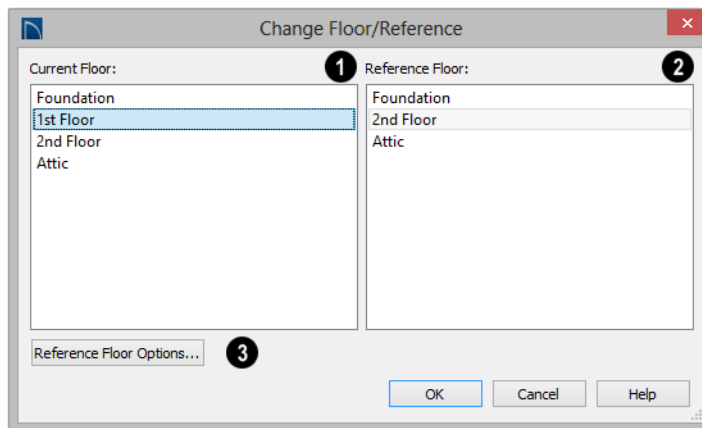 Change Floor/Reference
Current Floor:
1
Reference Floor:
2
Foundation
1st Floor
2nd Floor
Attic
Foundation
2nd Floor
Attic
Reference Floor Options...
3
OK
Cancel
Help